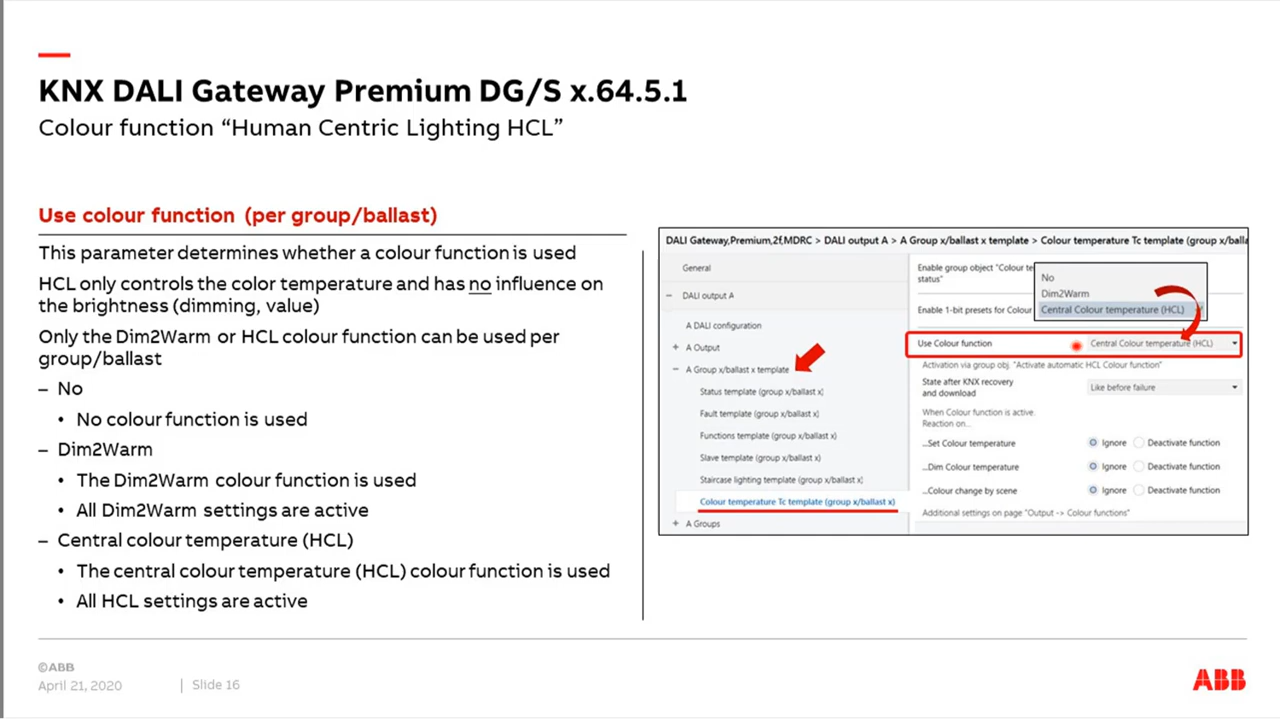 KNX DALI Gateway Premium DG/S x.64.5.1
Colour function “Human Centric Lighting HCL”
Use colour function (per group/ballast)
This parameter determines whether a colour function is used
HCL only controls the color temperature and has no influence on
the brightness (dimming, value)
Only the Dim2Warm or HCL colour function can be used per
group/ballast
– No
• No colour function is used
– Dim2Warm
• The Dim2Warm colour function is used
• All Dim2Warm settings are active
– Central colour temperature (HCL)
• The central colour temperature (HCL) colour function is used
• All HCL settings are active
DALI Gateway,Premium,2f,MDRC > DALI output A > A Group x/ballast x template > Colour temperature Tc template (group x/balla
General
DALI output A
A DALI configuration
A Output
A Group x/ballast x template
Status template (group x/ballast x)
Fault template (group x/ballast x)
Functions template (group x/ballast x)
Slave template (group x/ballast x)
Staircase lighting template (group x/ballast x)
Colour temperature Tc template (group x/ballast x)
A Groups
Enable group object "Colour te
status"
Enable 1-bit presets for Colour
No
Dim2Warm
Central Colour temperature (HCL)
Use Colour function Central Colour temperature (HCL)
Activation via group obj. "Activate automatic HCL Colour function"
State after KNX recovery
and download Like before failure
When Colour function is active.
Reaction on...
...Set Colour temperature Ignore Deactivate function
...Dim Colour temperature Ignore Deactivate function
...Colour change by scene Ignore Deactivate function
Additional settings on page "Output -> Colour functions"
©ABB
April 21, 2020 | Slide 16
ABB